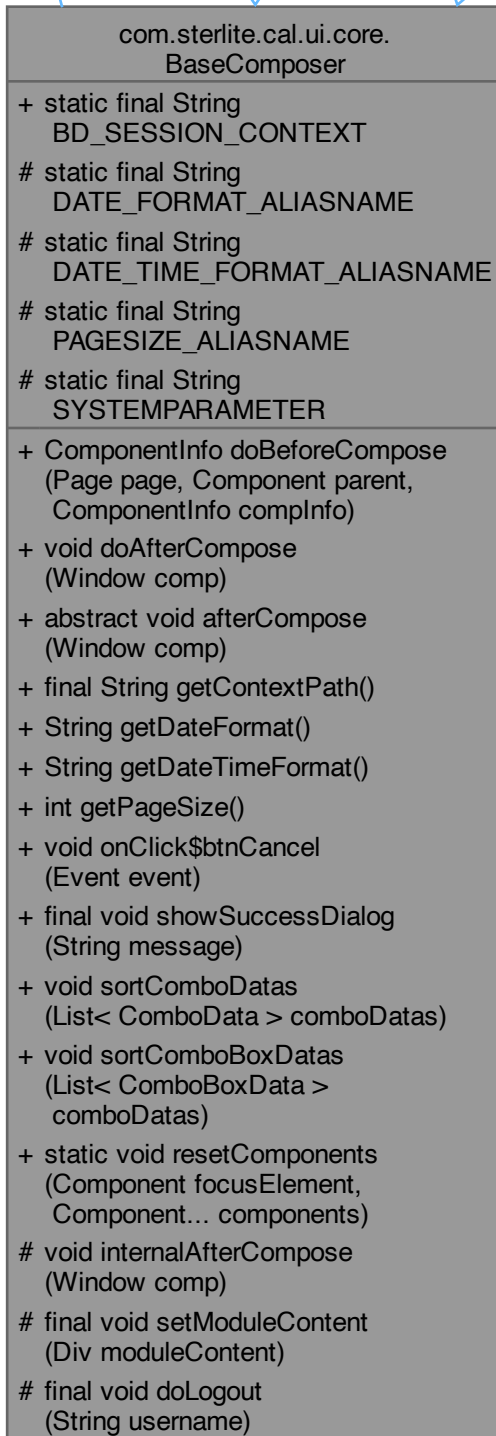 com.sterlite.cal.ui.core.
BaseComposer
+ static final String
BD_SESSION_CONTEXT
# static final String
DATE_FORMAT_ALIASNAME
# static final String
DATE_TIME_FORMAT_ALIASNAME
# static final String
PAGESIZE_ALIASNAME
# static final String
SYSTEMPARAMETER
+ ComponentInfo doBeforeCompose
(Page page, Component parent,
ComponentInfo compInfo)
+ void doAfterCompose
(Window comp)
+ abstract void afterCompose
(Window comp)
+ final String getContextPath()
+ String getDateFormat()
+ String getDateTimeFormat()
+ int getPageSize()
+ void onClick$btnCancel
(Event event)
+ final void showSuccessDialog
(String message)
+ void sortComboDatas
(List< ComboData > comboDatas)
+ void sortComboBoxDatas
(List< ComboBoxData >
comboDatas)
+ static void resetComponents
(Component focusElement,
Component... components)
# void internalAfterCompose
(Window comp)
# final void setModuleContent
(Div moduleContent)
# final void doLogout
(String username)